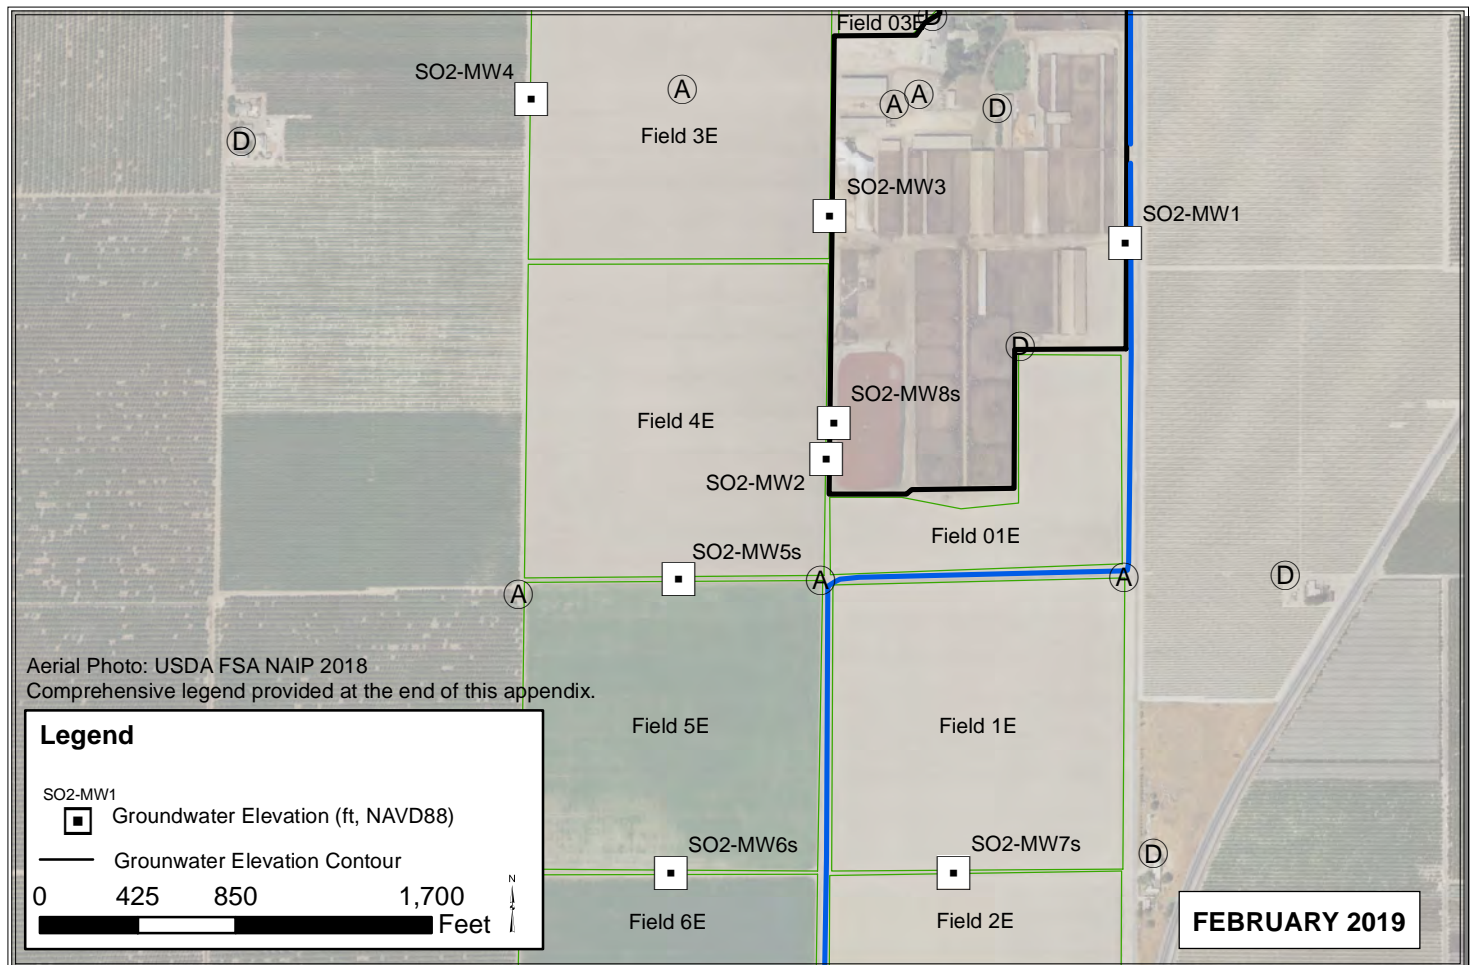 Field 03E
D
SO2-MW4
A
A
A
D
Field 3E
D
SO2-MW3
SO2-MW1
D
SO2-MW8s
Field 4E
SO2-MW2
Field 01E
SO2-MW5s
A
A
A
D
Aerial Photo: USDA FSA NAIP 2018
Comprehensive legend provided at the end of this appendix.
Field 5E
Field 1E
Legend
SO2-MW1
Groundwater Elevation (ft, NAVD88)
Grounwater Elevation Contour
0 425 850 1,700
Feet
N
SO2-MW6s
SO2-MW7s
D
Field 6E
Field 2E
FEBRUARY 2019